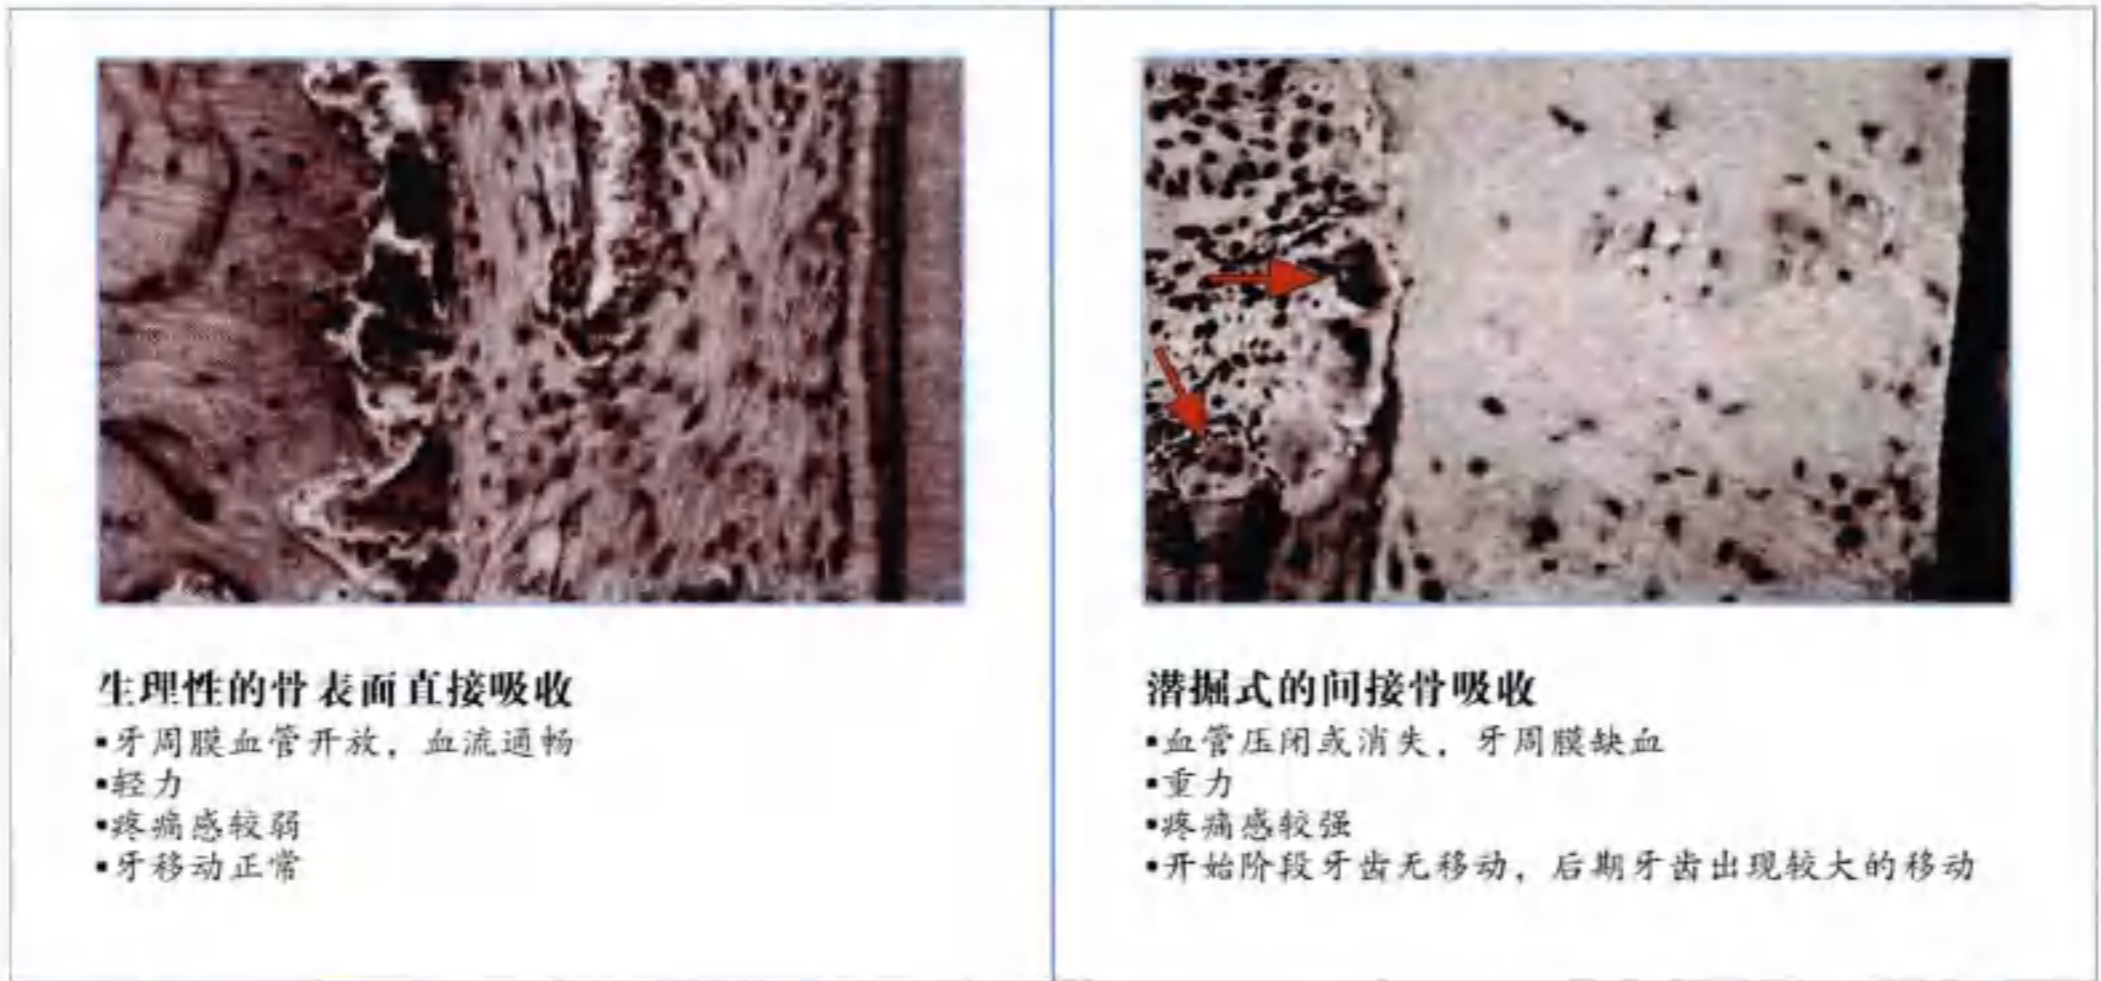 生理性的骨表面直接吸收
▪牙周膜血管开放，血流通畅
▪轻力
▪疼痛感较弱
▪牙移动正常
潜掘式的间接骨吸收
▪血管压闭或消失，牙周膜缺血
▪重力
▪疼痛感较强
▪开始阶段牙齿无移动，后期牙齿出现较大的移动